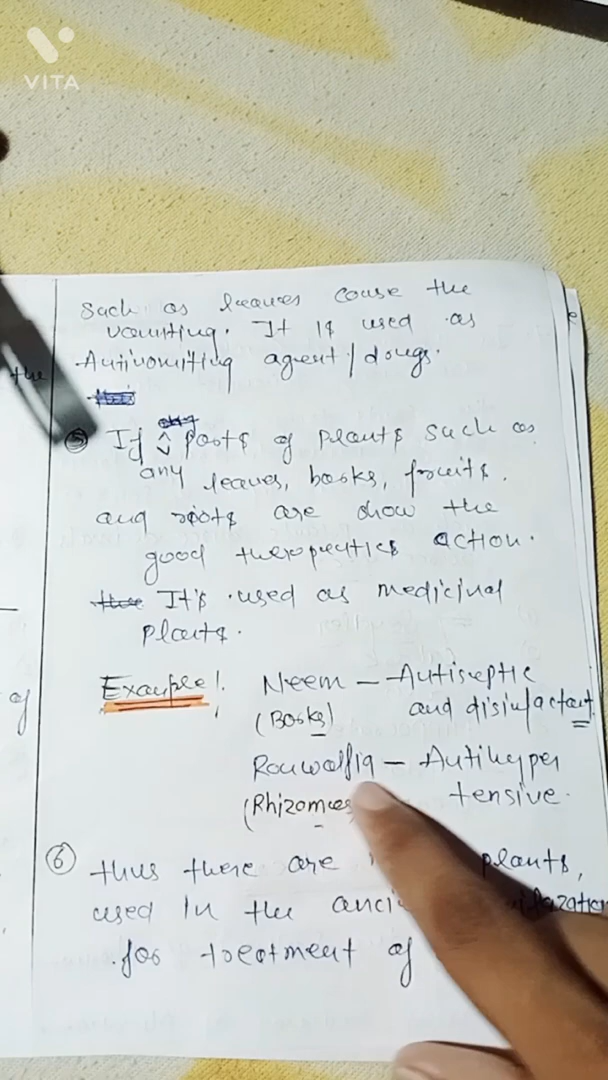 VITA
such as leaves couse the
vomiting. It is used as
the
Antivomiting agent/drugs.
⑤ If any parts of plants such as
leaves, barks, fruits.
and roots are show the
good therapeutics action.
It's used as medicinal
plants.
of
Example! Neem - Antiseptic
(Barks) and disinfactant
Rauwolfia - Antihyper
(Rhizomes tensive.
⑥ thus there are plants,
used in the
for treatment of